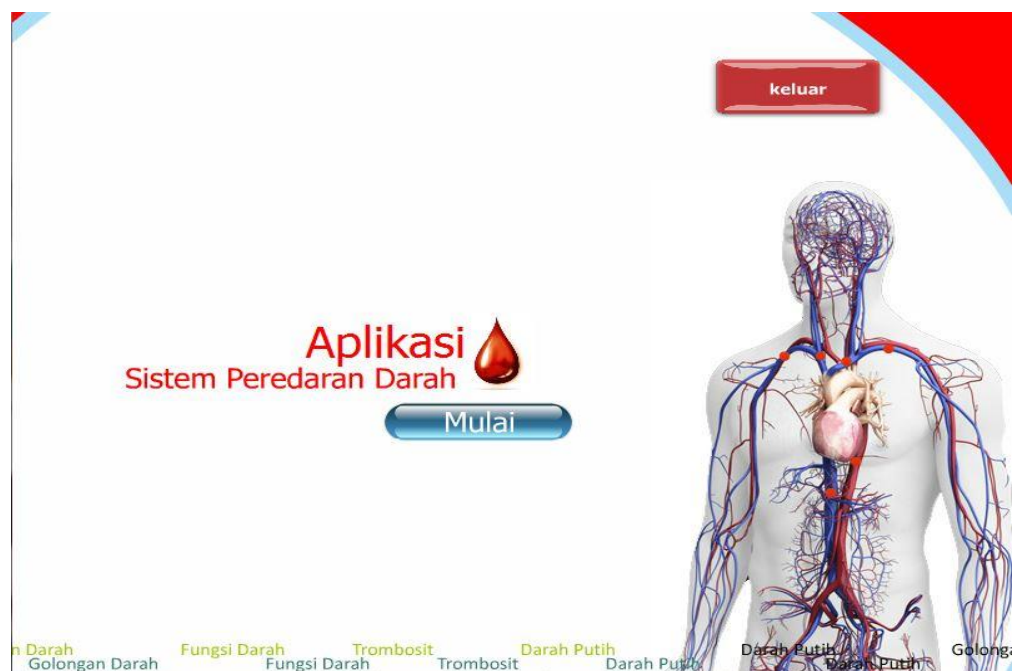 keluar
Aplikasi
Sistem Peredaran Darah
Mulai
n Darah Fungsi Darah Trombosit Darah Putih Darah Putih Golonga
Golongan Darah Fungsi Darah Trombosit Darah Putih Darah Putih